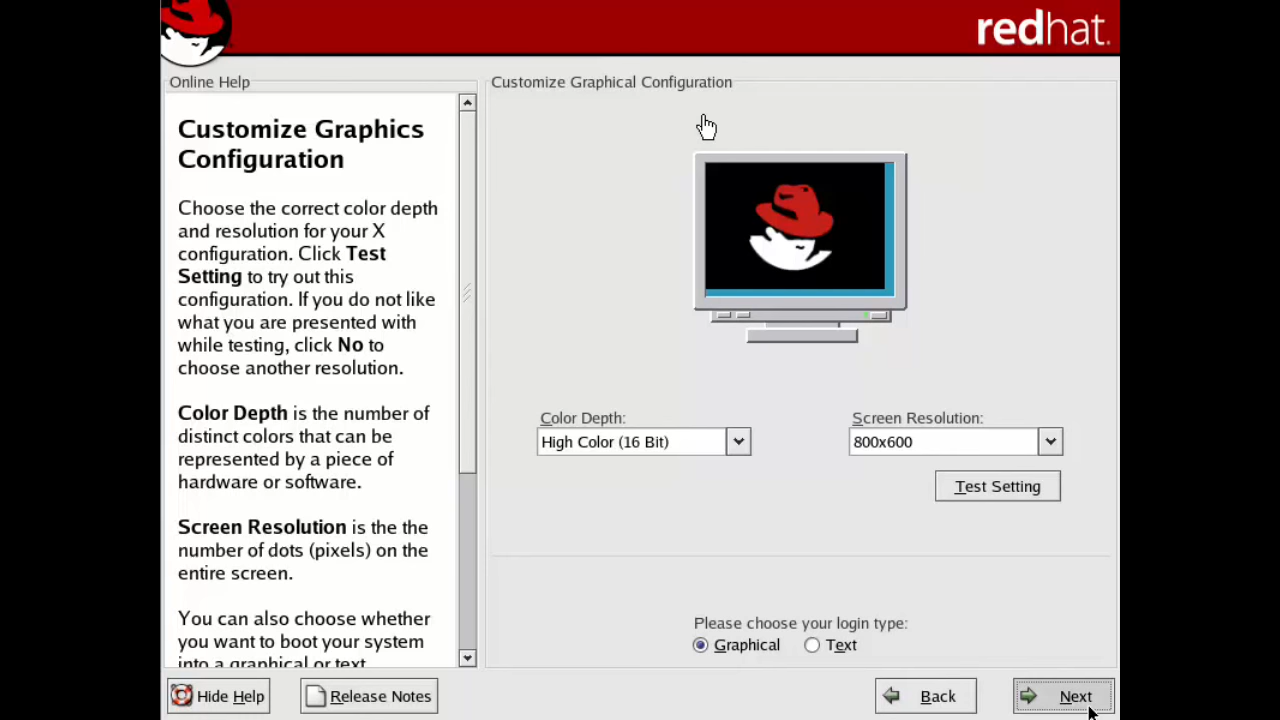 redhat.
Online Help
Customize Graphics
Configuration
Choose the correct color depth
and resolution for your X
configuration. Click Test
Setting to try out this
configuration. If you do not like
what you are presented with
while testing, click No to
choose another resolution.
Color Depth is the number of
distinct colors that can be
represented by a piece of
hardware or software.
Screen Resolution is the the
number of dots (pixels) on the
entire screen.
You can also choose whether
you want to boot your system
into a graphical or text
Customize Graphical Configuration
Color Depth:
High Color (16 Bit)
Screen Resolution:
800x600
Test Setting
Please choose your login type:
Graphical
Text
Hide Help
Release Notes
Back
Next